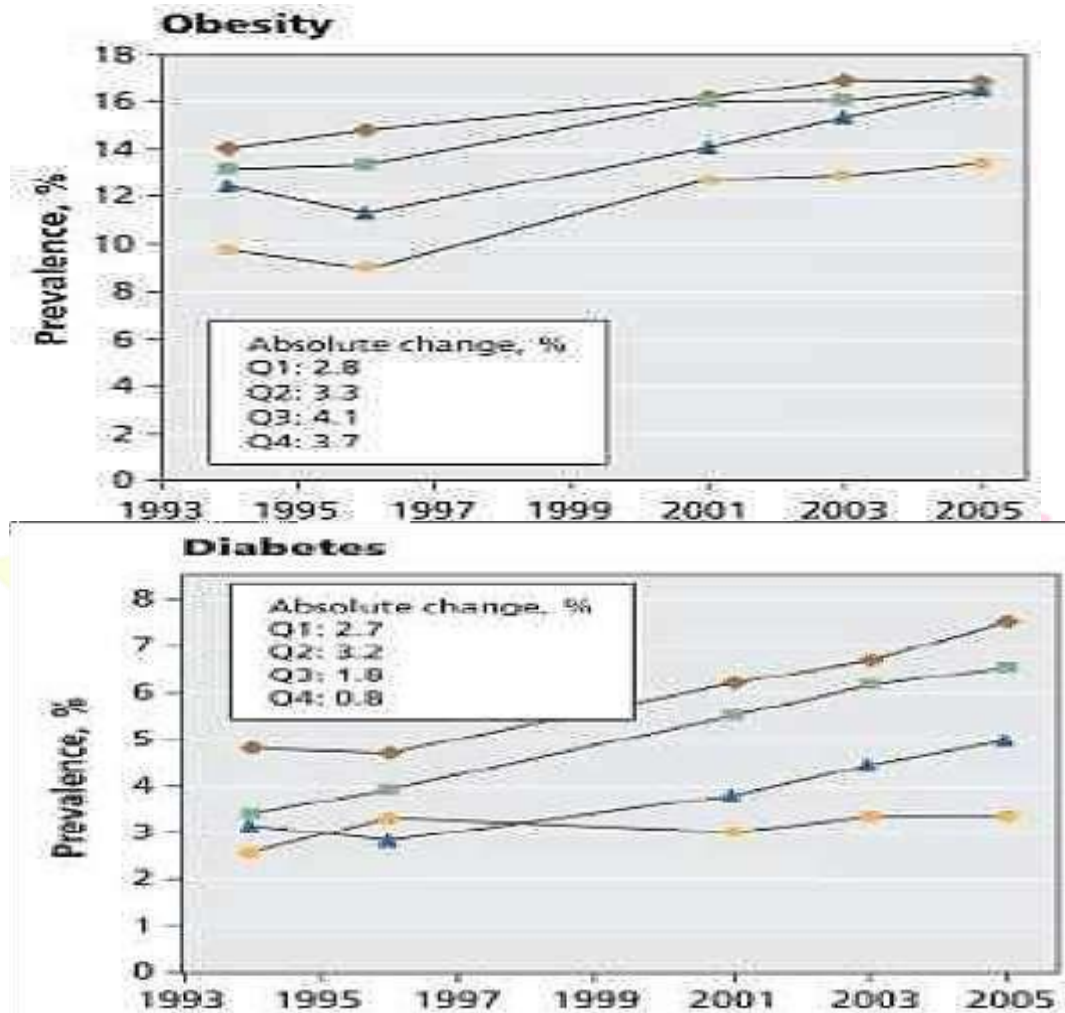 Obesity
18
16
14
12
10
8
6
4
2
0
Prevalence, %
Absolute change, %
Q1: 2.8
Q2: 3.3
Q3: 4.1
Q4: 3.7
1993 1995 1997 1999 2001 2003 2005
Diabetes
8
7
6
5
4
3
2
1
0
Prevalence, %
Absolute change, %
Q1: 2.7
Q2: 3.2
Q3: 1.8
Q4: 0.8
1993 1995 1997 1999 2001 2003 2005